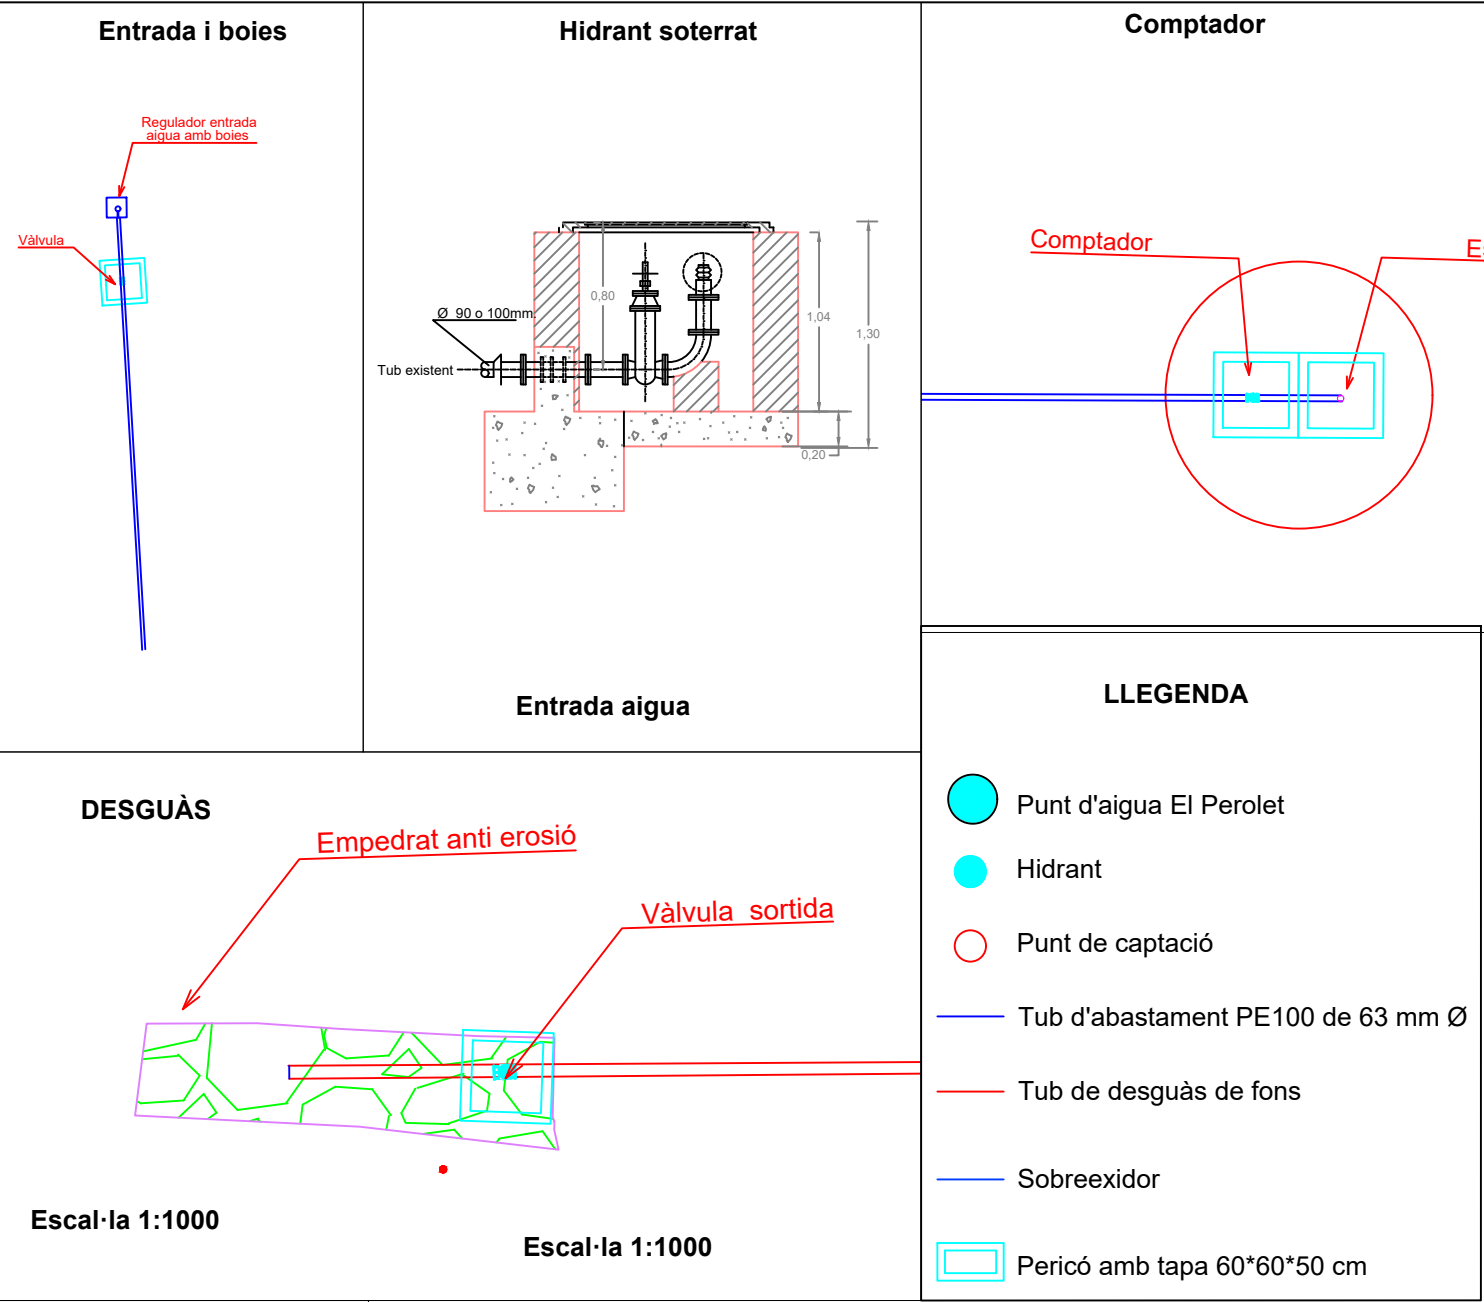 Entrada i boies
Regulador entrada
aigua amb boies
Vàlvula
Hidrant soterrat
Ø 90 o 100mm.
Tub existent
0,80
1,04
1,30
0,20
Entrada aigua
Comptador
Comptador
E
DESGUÀS
Empedrat anti erosió
Vàlvula sortida
Escal·la 1:1000
Escal·la 1:1000
LLEGENDA
Punt d'aigua El Perolet
Hidrant
Punt de captació
Tub d'abastament PE100 de 63 mm Ø
Tub de desguàs de fons
Sobreexidor
Pericó amb tapa 60*60*50 cm